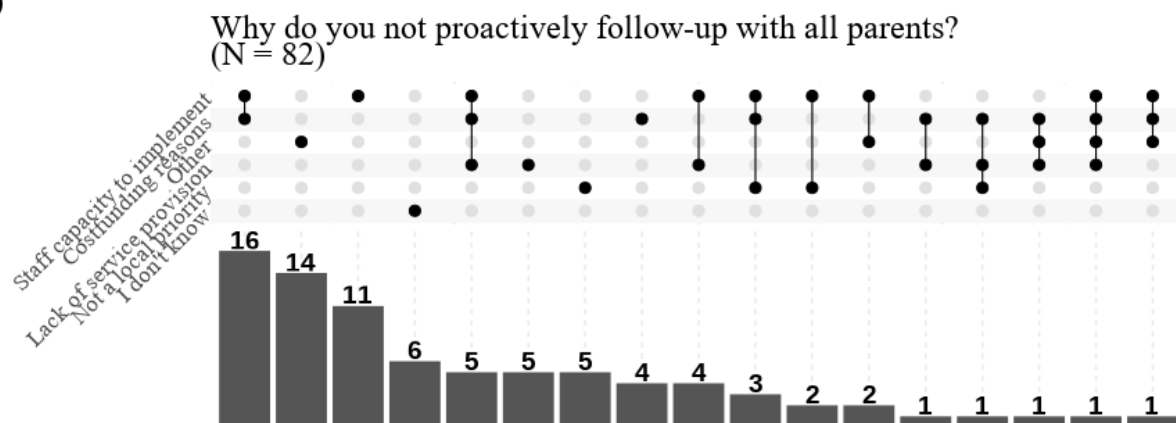 )
Why do you not proactively follow-up with all parents?
(N = 82)
Staff capacity to implement
Costfunding reasons
Other
Lack of service provision
Not a local priority
I don't know
16 14 11 6 5 5 5 4 4 3 2 2 1 1 1 1 1